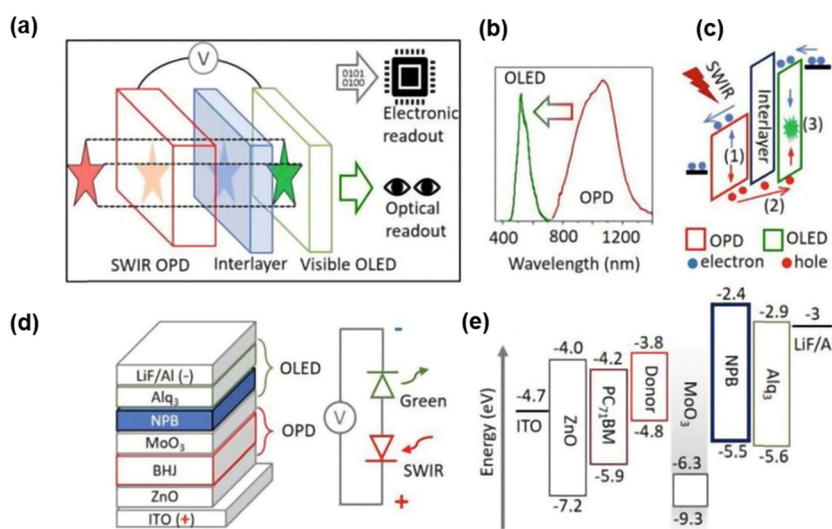 (a)
V
0101
0100
Electronic
readout
Optical
readout
SWIR OPD
Interlayer
Visible OLED
(b)
OLED
OPD
400
800
1200
Wavelength (nm)
(c)
SWIR
Interlayer
(1)
(2)
(3)
OPD
OLED
electron
hole
(d)
LiF/Al (-)
Alq3
NPB
MoO3
BHJ
ZnO
ITO (+)
OLED
OPD
-
V
Green
SWIR
+
(e)
Energy (eV)
-4.7
ITO
-4.0
ZnO
-7.2
-4.2
PC71BM
-5.9
-3.8
Donor
-4.8
MoO3
-6.3
-9.3
-2.4
NPB
-5.5
-2.9
Alq3
-5.6
-3
LiF/A